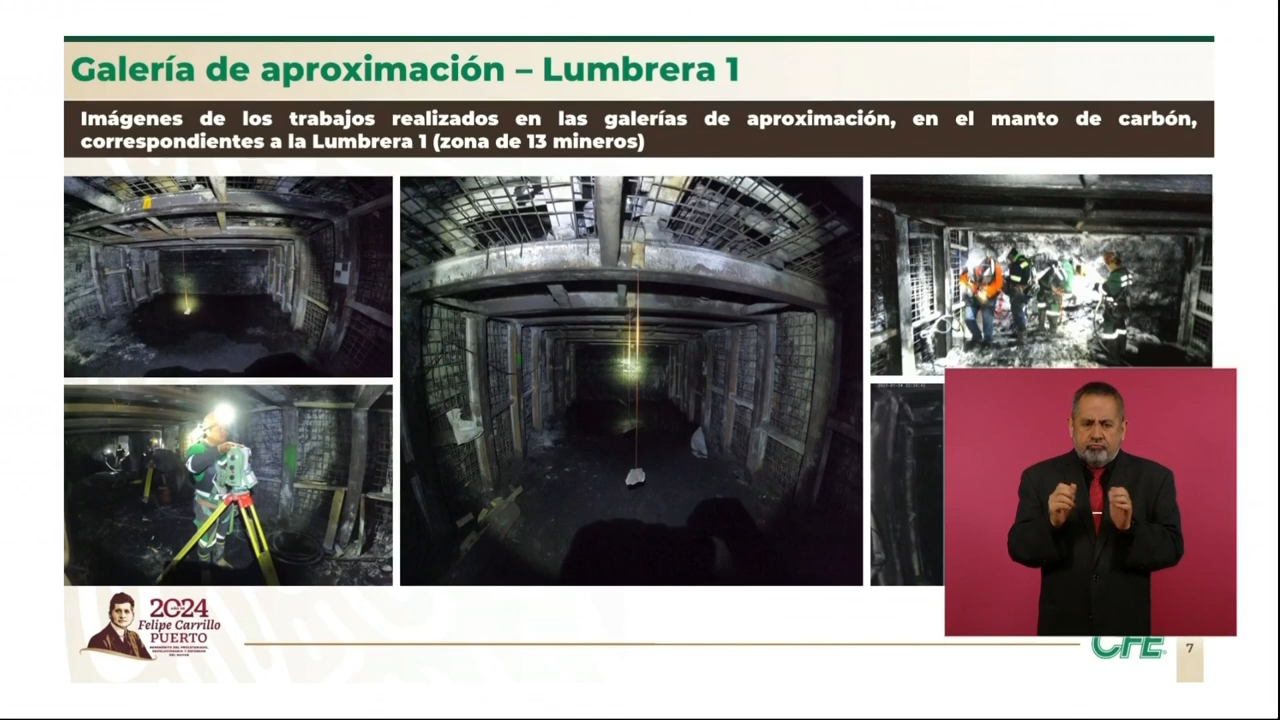 Galería de aproximación – Lumbrera 1
Imágenes de los trabajos realizados en las galerías de aproximación, en el manto de carbón,
correspondientes a la Lumbrera 1 (zona de 13 mineros)
2024
Felipe Carrillo
PUERTO
CFE
7